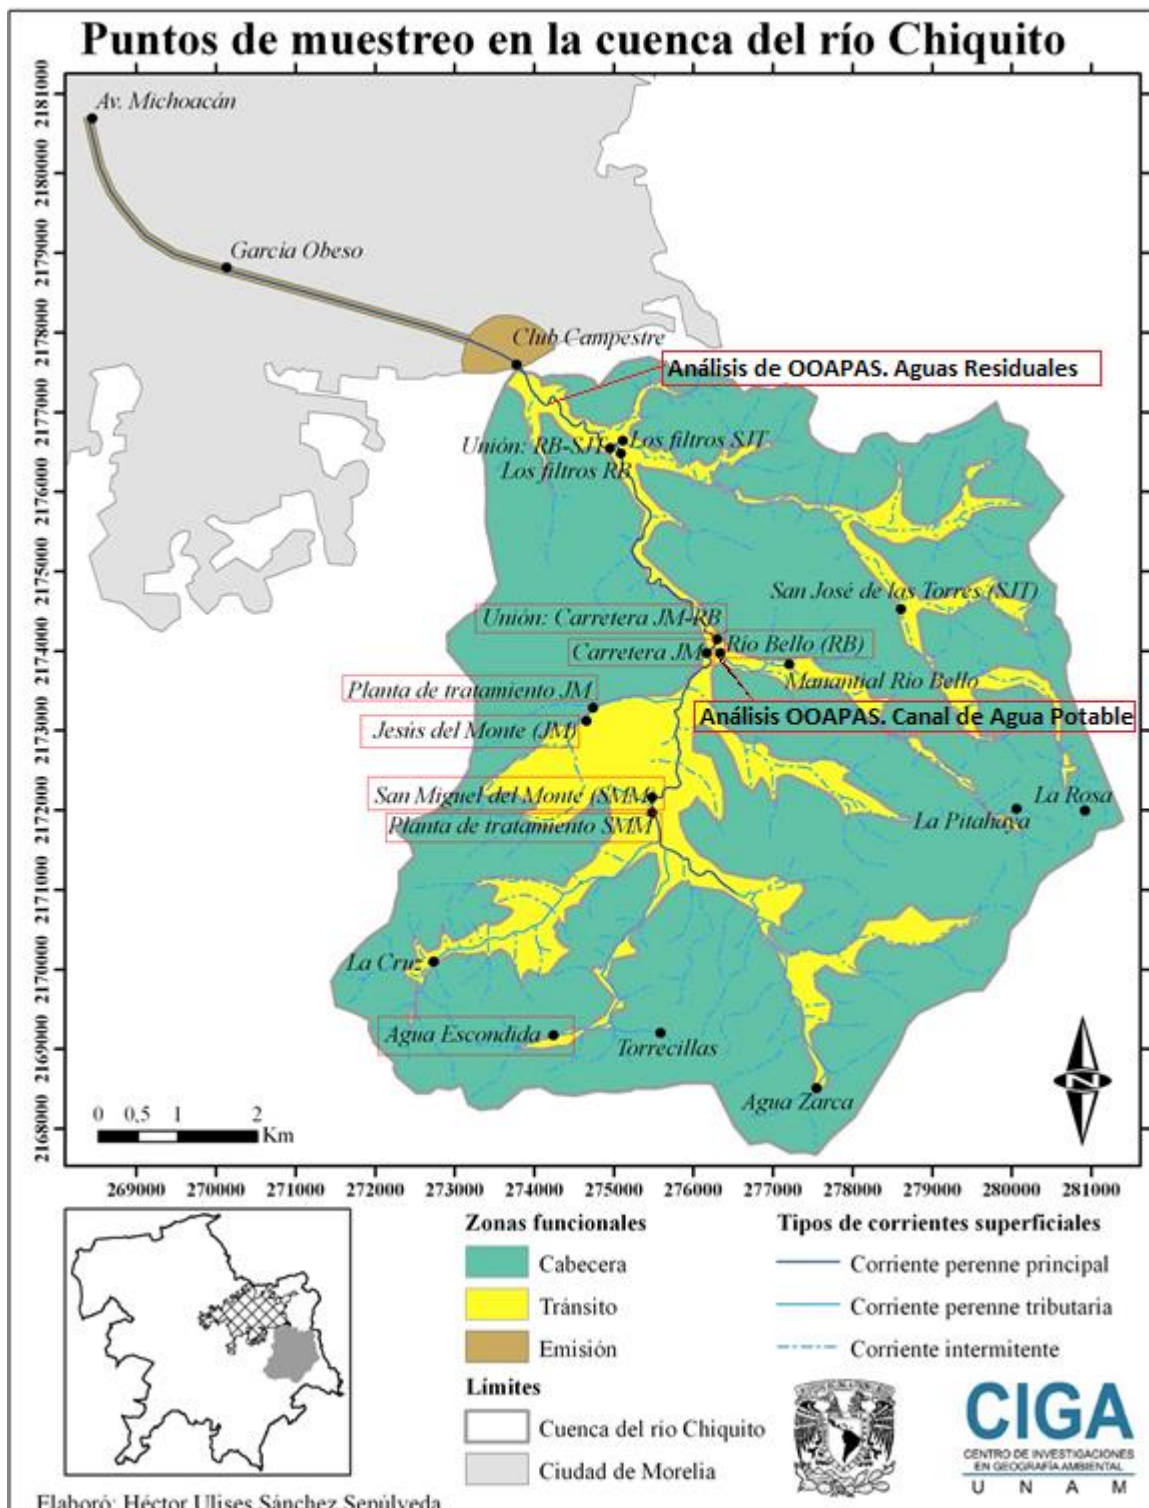 Puntos de muestreo en la cuenca del río Chiquito
2181000
2180000
2179000
2178000
2177000
2176000
2175000
2174000
2173000
2172000
2171000
2170000
2169000
2168000
Av. Michoacán
García Obeso
Club Campestre
Análisis de OOAPAS. Aguas Residuales
Unión: RB-SJT
Los filtros SJT
Los filtros RB
San José de las Torres (SJT)
Unión: Carretera JM-RB
Carretera JM
Río Bello (RB)
Manantial Río Bello
Planta de tratamiento JM
Análisis OOAPAS. Canal de Agua Potable
Jesús del Monte (JM)
San Miguel del Monte (SMM)
La Rosa
Planta de tratamiento SMM
La Pitahaya
La Cruz
Agua Escondida
Torrecillas
Agua Zarca
N
0 0,5 1 2
Km
269000 270000 271000 272000 273000 274000 275000 276000 277000 278000 279000 280000 281000
Zonas funcionales
Cabecera
Tránsito
Emisión
Límites
Cuenca del río Chiquito
Ciudad de Morelia
Tipos de corrientes superficiales
Corriente perenne principal
Corriente perenne tributaria
Corriente intermitente
CIGA
CENTRO DE INVESTIGACIONES
EN GEOGRAFÍA AMBIENTAL
U N A M
Elaboró: Héctor Ulises Sánchez Sepúlveda